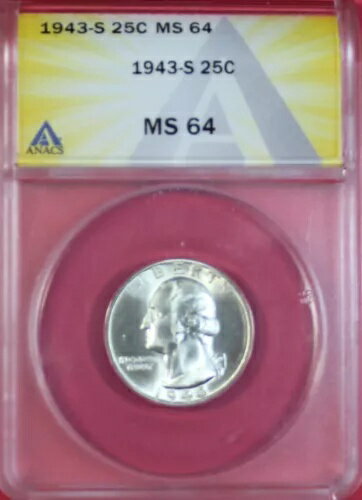 1943-S 25C MS 64
1943-S 25C
ANACS
MS 64
LIBERTY